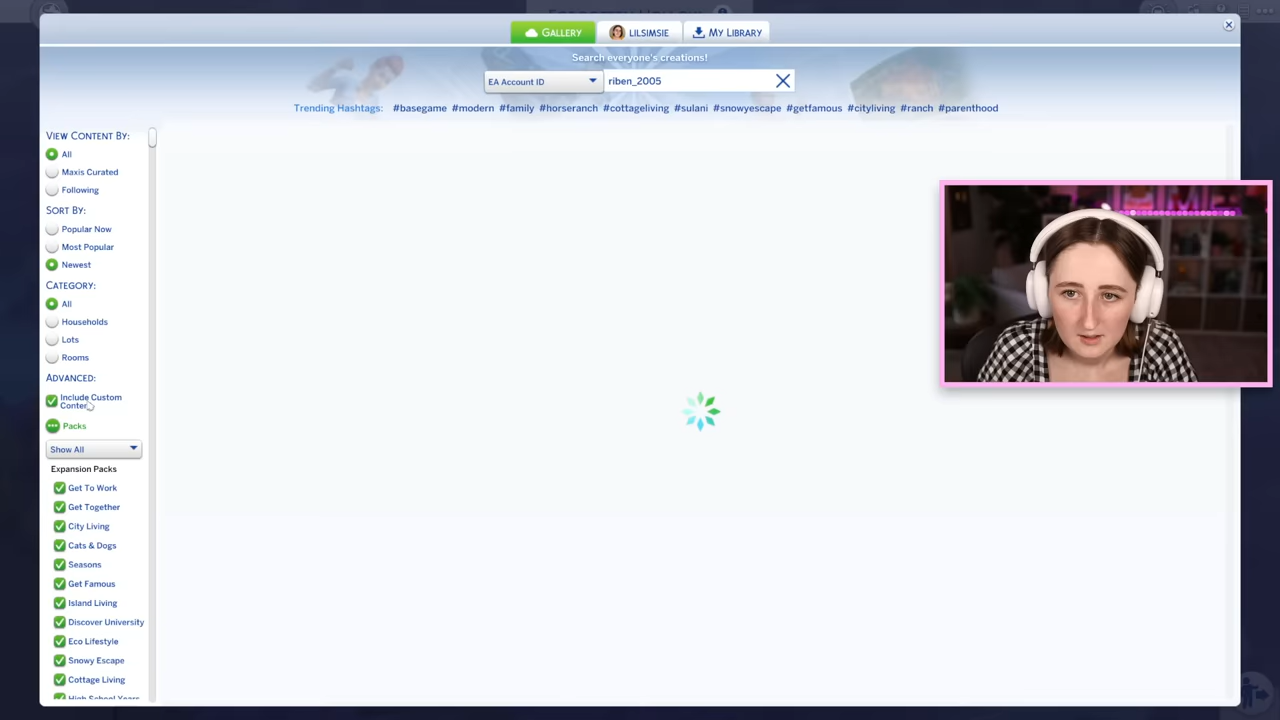 GALLERY
LILSIMSIE
MY LIBRARY
Search everyone's creations!
EA Account ID
riben_2005
Trending Hashtags: #basegame #modern #family #horseranch #cottageliving #sulani #snowyescape #getfamous #cityliving #ranch #parenthood
VIEW CONTENT BY:
All
Maxis Curated
Following
SORT BY:
Popular Now
Most Popular
Newest
CATEGORY:
All
Households
Lots
Rooms
ADVANCED:
Include Custom
Content
Packs
Show All
Expansion Packs
Get To Work
Get Together
City Living
Cats & Dogs
Seasons
Get Famous
Island Living
Discover University
Eco Lifestyle
Snowy Escape
Cottage Living
High School Years